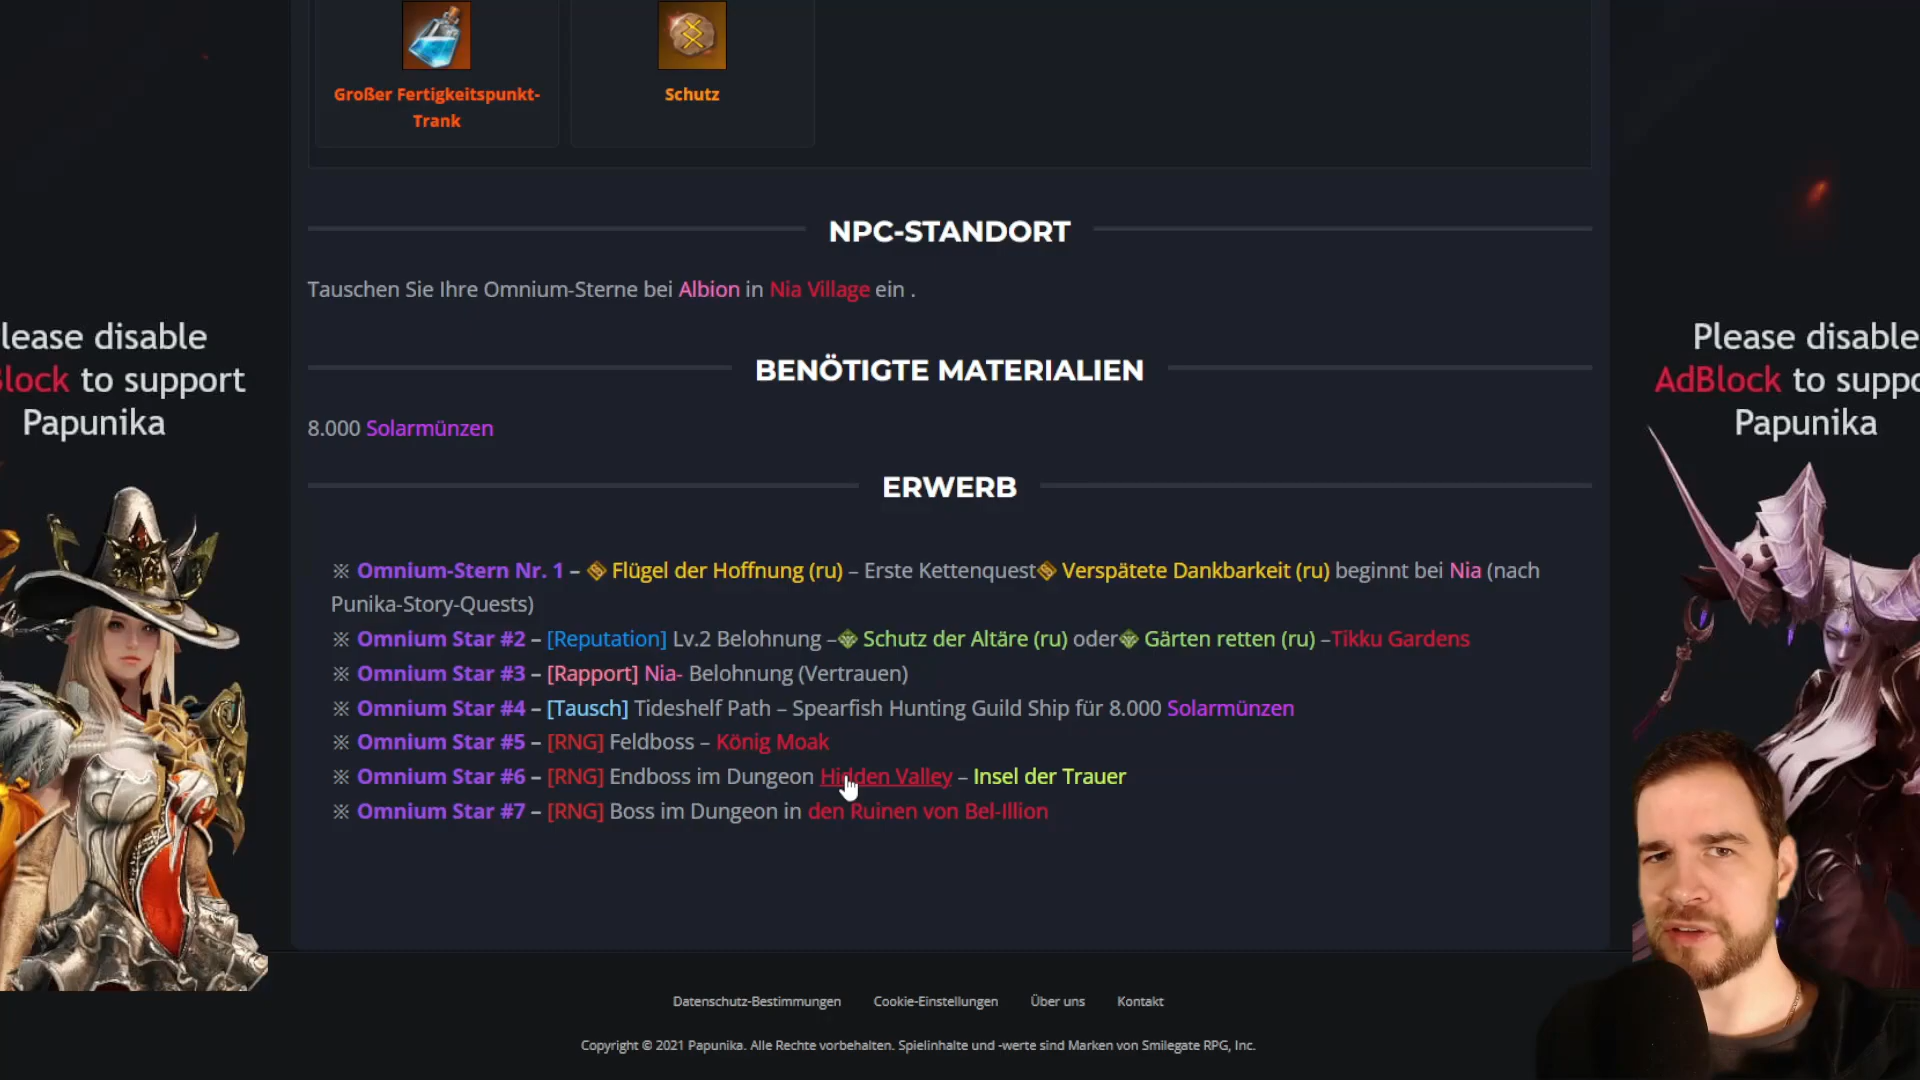 Großer Fertigkeitspunkt-
Trank
Schutz
NPC-STANDORT
Tauschen Sie Ihre Omnium-Sterne bei Albion in Nia Village ein .
BENÖTIGTE MATERIALIEN
8.000 Solarmünzen
ERWERB
※ Omnium-Stern Nr. 1 – Flügel der Hoffnung (ru) – Erste Kettenquest Verspätete Dankbarkeit (ru) beginnt bei Nia (nach
Punika-Story-Quests)
※ Omnium Star #2 – [Reputation] Lv.2 Belohnung – Schutz der Altäre (ru) oder Gärten retten (ru) –Tikku Gardens
※ Omnium Star #3 – [Rapport] Nia- Belohnung (Vertrauen)
※ Omnium Star #4 – [Tausch] Tideshelf Path – Spearfish Hunting Guild Ship für 8.000 Solarmünzen
※ Omnium Star #5 – [RNG] Feldboss – König Moak
※ Omnium Star #6 – [RNG] Endboss im Dungeon Hidden Valley – Insel der Trauer
※ Omnium Star #7 – [RNG] Boss im Dungeon in den Ruinen von Bel-Illion
lease disable
lock to support
Papunika
Please disable
AdBlock to suppo
Papunika
Datenschutz-Bestimmungen Cookie-Einstellungen Über uns Kontakt
Copyright © 2021 Papunika. Alle Rechte vorbehalten. Spielinhalte und -werte sind Marken von Smilegate RPG, Inc.